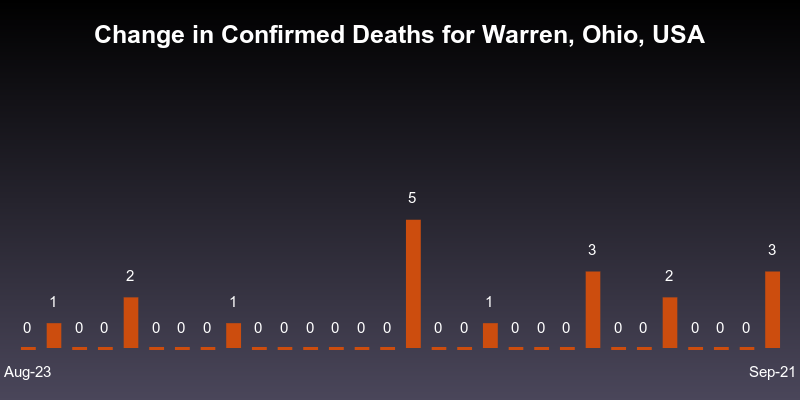 Change in Confirmed Deaths for Warren, Ohio, USA
5
3 3
2 2
1 1 1
0 0 0 0 0 0 0 0 0 0 0 0 0 0 0 0 0 0 0 0 0 0
Aug-23 Sep-21